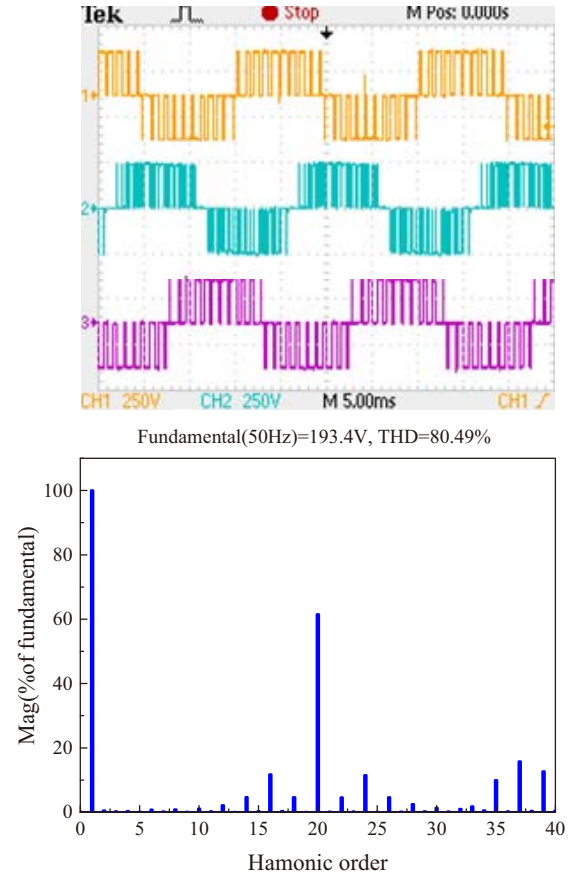 Tek Stop M Pos: 0.000s
1
2
3
CH1 250V CH2 250V M 5.00ms CH1
Fundamental(50Hz)=193.4V, THD=80.49%
100
80
60
40
20
0
Mag(%of fundamental)
0 5 10 15 20 25 30 35 40
Hamonic order